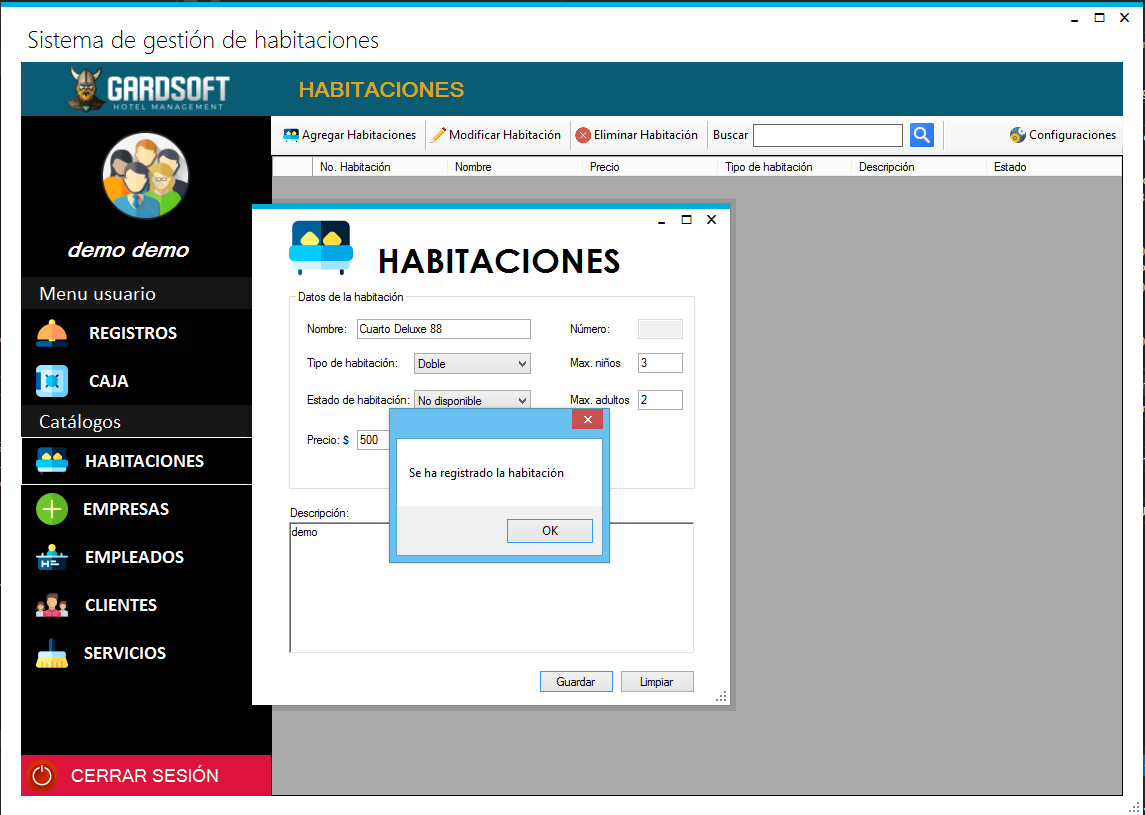 Sistema de gestión de habitaciones
GARDSOFT
HOTEL MANAGEMENT
HABITACIONES
demo demo
Menu usuario
REGISTROS
CAJA
Catálogos
HABITACIONES
EMPRESAS
EMPLEADOS
CLIENTES
SERVICIOS
CERRAR SESIÓN
Agregar Habitaciones Modificar Habitación Eliminar Habitación Buscar Configuraciones
No. Habitación Nombre Precio Tipo de habitación Descripción Estado
HABITACIONES
Datos de la habitación
Nombre: Cuarto Deluxe 88 Número:
Tipo de habitación: Doble Max. niños 3
Estado de habitación: No disponible Max. adultos 2
Precio: $ 500
Se ha registrado la habitación
OK
Descripción:
demo
Guardar Limpiar